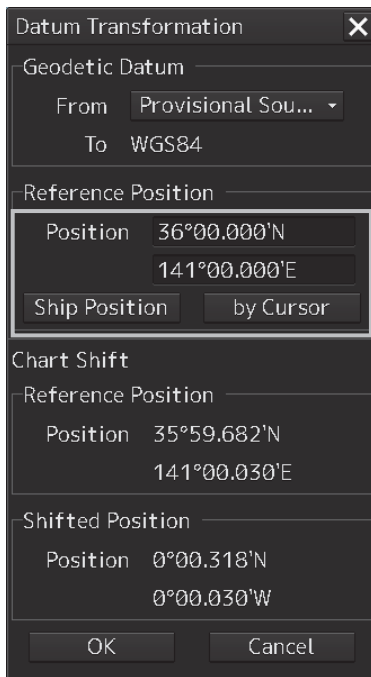 Datum Transformation
Geodetic Datum
From Provisional Sou...
To WGS84
Reference Position
Position 36°00.000'N
141°00.000'E
Ship Position by Cursor
Chart Shift
Reference Position
Position 35°59.682'N
141°00.030'E
Shifted Position
Position 0°00.318'N
0°00.030'W
OK Cancel